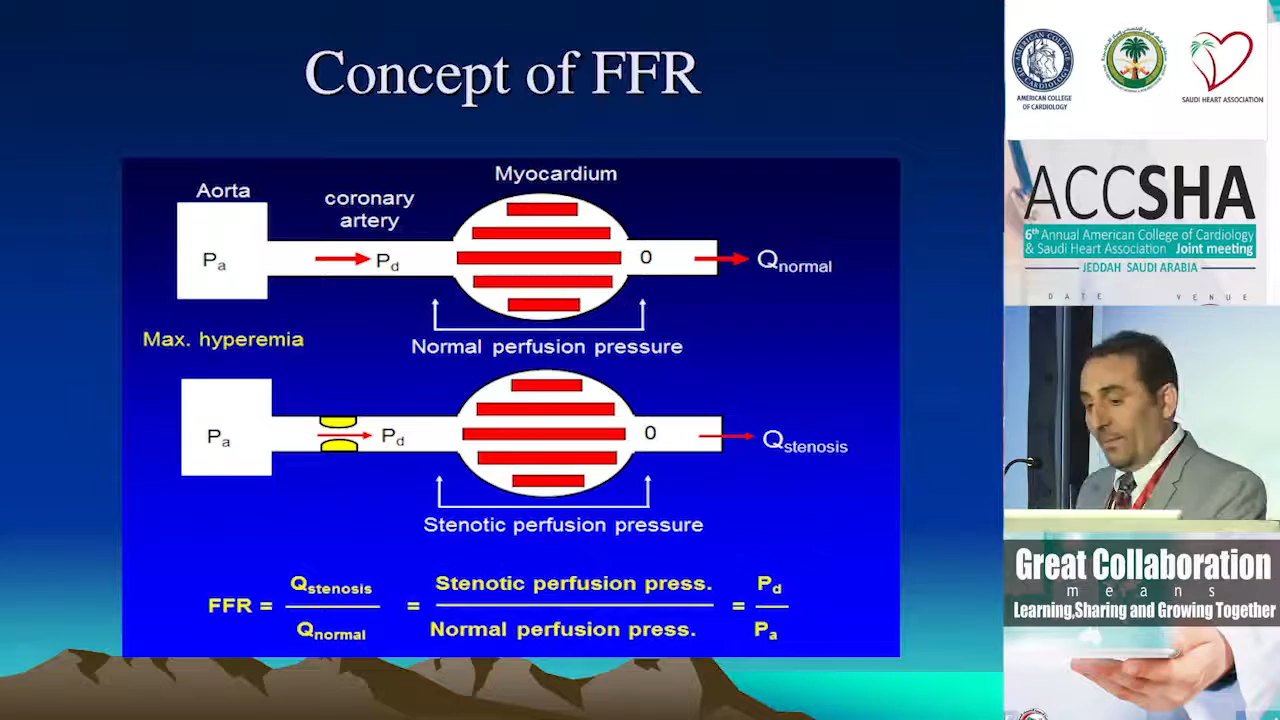 Concept of FFR
Myocardium
Aorta
coronary
artery
Pa
Pd
0
Qnormal
Max. hyperemia
Normal perfusion pressure
Pa
Pd
0
Qstenosis
Stenotic perfusion pressure
FFR = Qstenosis / Qnormal = Stenotic perfusion press. / Normal perfusion press. = Pd / Pa
AMERICAN COLLEGE
OF CARDIOLOGY
SAUDI HEART ASSOCIATION
ACCSHA
6th Annual American College of Cardiology
& Saudi Heart Association Joint meeting
JEDDAH SAUDI ARABIA
DATE VENUE
Great Collaboration
means
Learning,Sharing and Growing Together